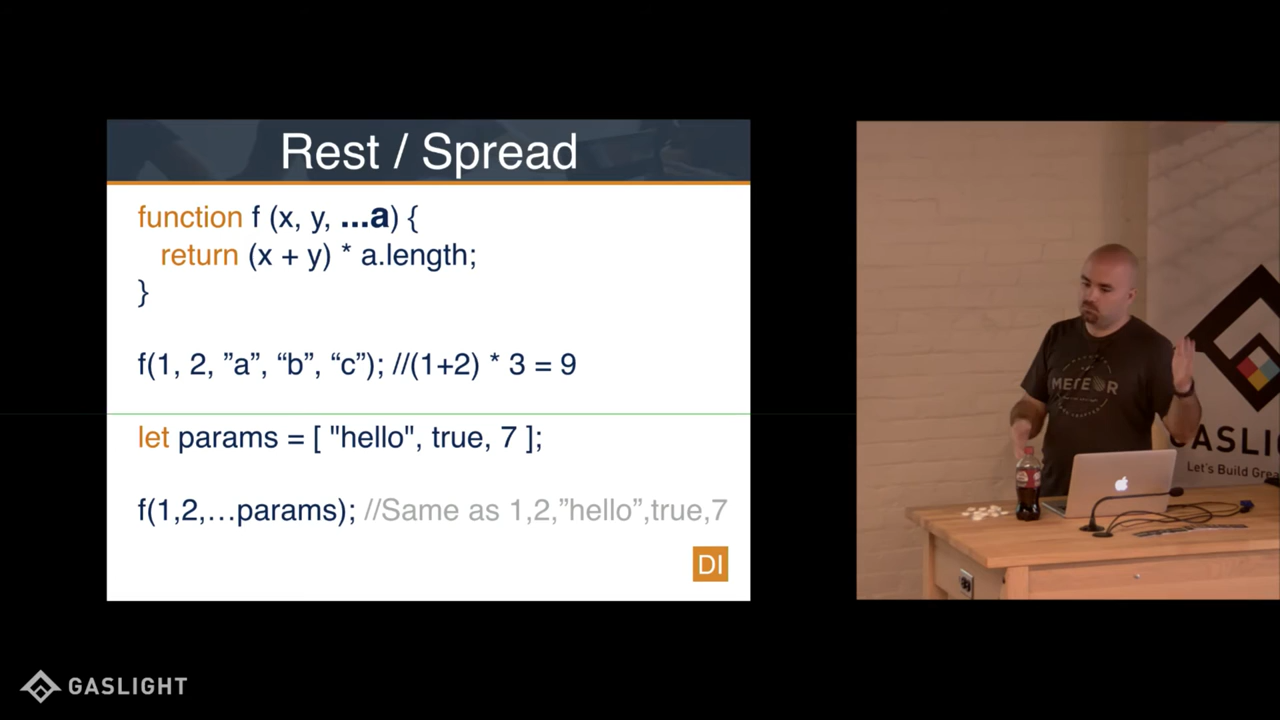 Rest / Spread
function f (x, y, ...a) {
return (x + y) * a.length;
}
f(1, 2, ”a”, “b”, “c”); //(1+2) * 3 = 9
let params = [ "hello", true, 7 ];
f(1,2,…params); //Same as 1,2,”hello”,true,7
DI
METEOR
ASLI
Let's Build Grea
GASLIGHT